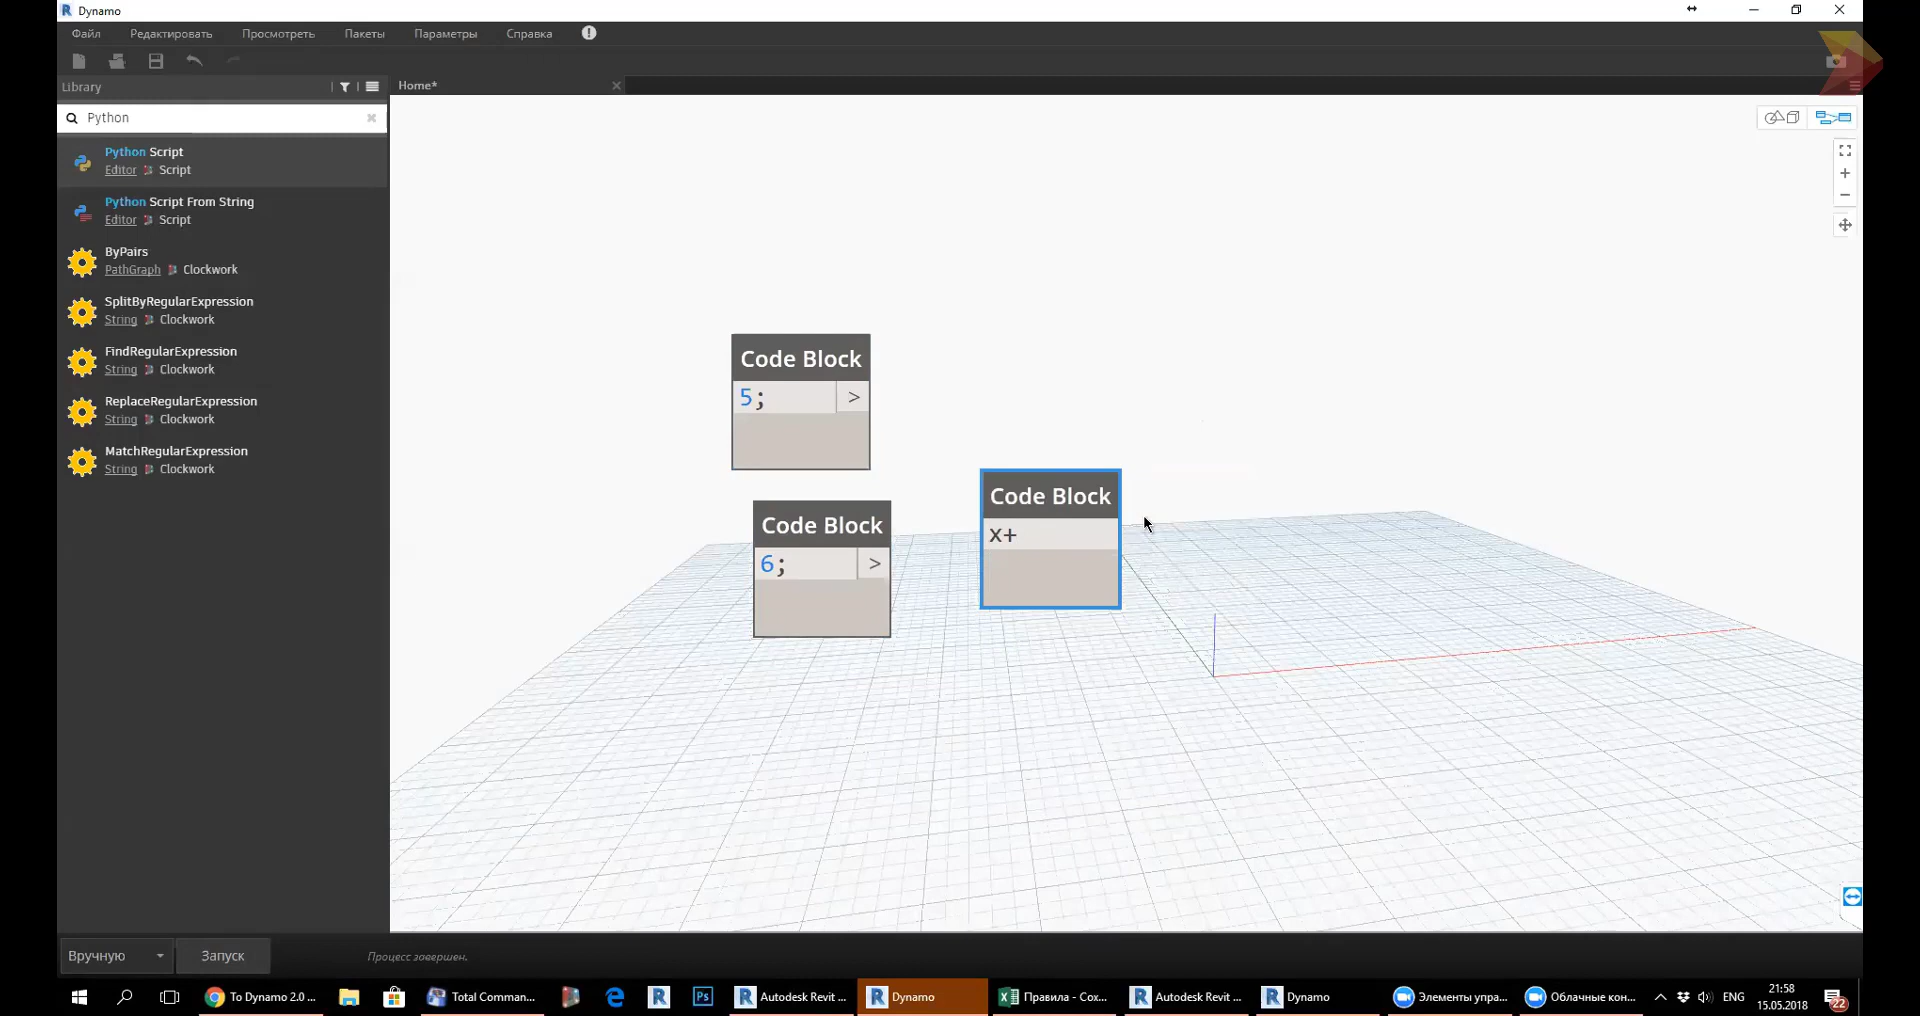 Dynamo
Файл Редактировать Просмотреть Пакеты Параметры Справка
Library
Home*
Python
Python Script
Editor Script
Python Script From String
Editor Script
ByPairs
PathGraph Clockwork
SplitByRegularExpression
String Clockwork
FindRegularExpression
String Clockwork
ReplaceRegularExpression
String Clockwork
MatchRegularExpression
String Clockwork
Code Block
5; >
Code Block
6; >
Code Block
x+
Вручную Запуск Процесс завершен.
To Dynamo 2.0 ... Total Comman... Autodesk Revit ... Dynamo Правила - Сох... Autodesk Revit ... Dynamo Элементы упра... Облачные кон... ENG 21:58
15.05.2018 22